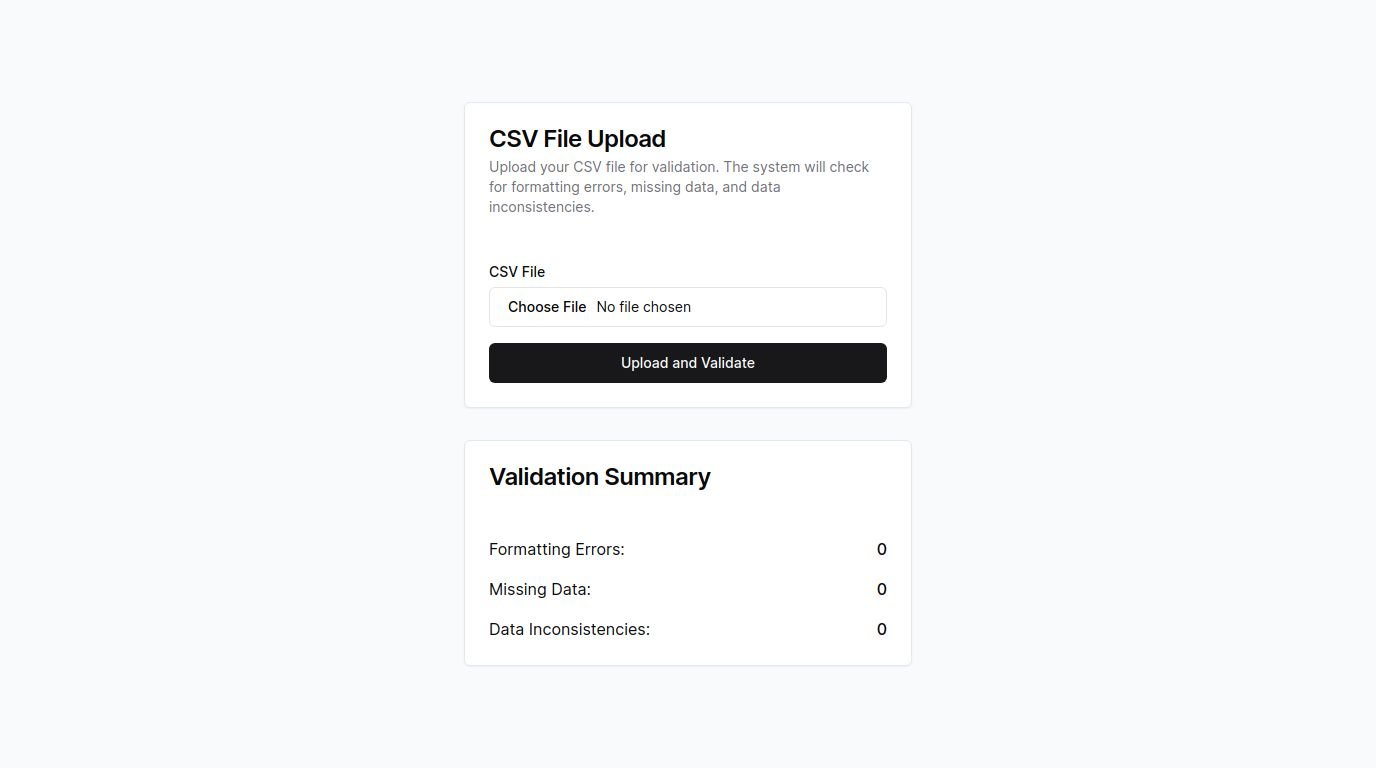 CSV File Upload
Upload your CSV file for validation. The system will check
for formatting errors, missing data, and data
inconsistencies.
CSV File
Choose File No file chosen
Upload and Validate
Validation Summary
Formatting Errors: 0
Missing Data: 0
Data Inconsistencies: 0